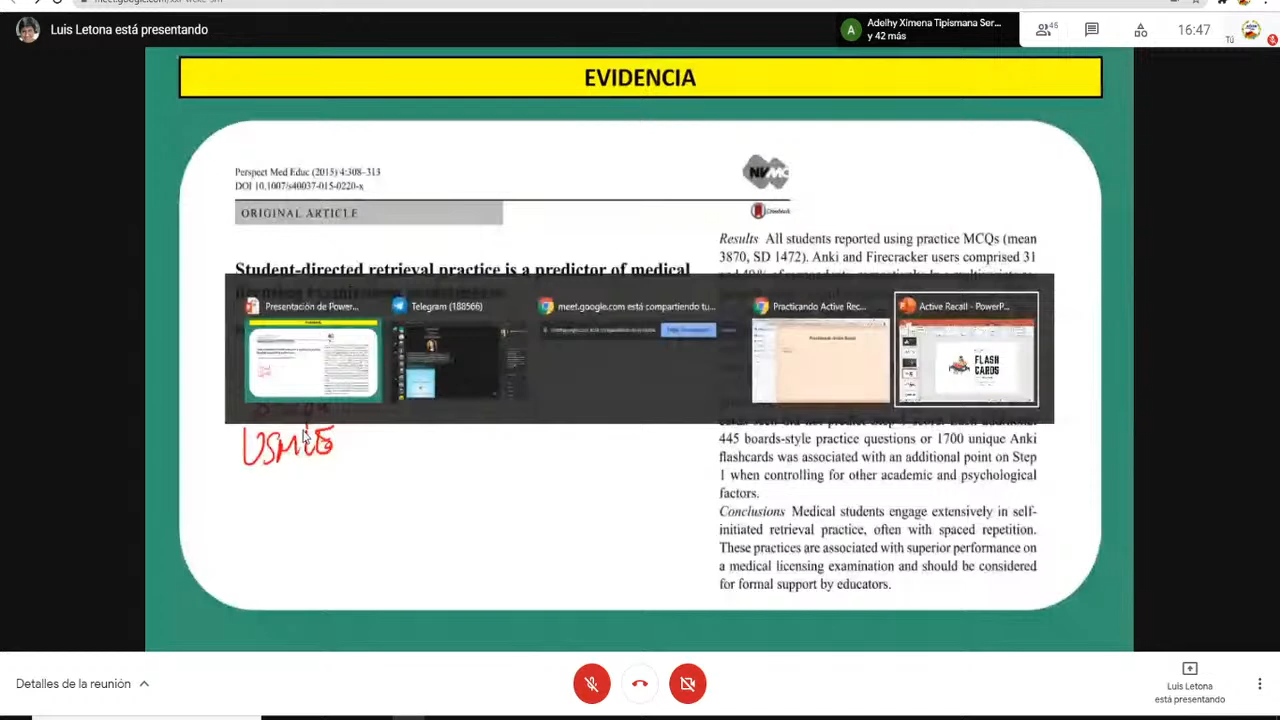 Luis Letona está presentando
Adelhy Ximena Tipismana Ser...
y 42 más
45
16:47
Tú
EVIDENCIA
Perspect Med Educ (2015) 4:308–313
DOI 10.1007/s40037-015-0220-x
ORIGINAL ARTICLE
Student-directed retrieval practice is a predictor of medical
Results All students reported using practice MCQs (mean
3870, SD 1472). Anki and Firecracker users comprised 31
Presentación de Power...
Telegram (188566)
meet.google.com está compartiendo tu...
Practicando Active Rec...
Active Recall - PowerP...
FLASH
CARDS
USMLE
445 boards-style practice questions or 1700 unique Anki
flashcards was associated with an additional point on Step
1 when controlling for other academic and psychological
factors.
Conclusions Medical students engage extensively in self-
initiated retrieval practice, often with spaced repetition.
These practices are associated with superior performance on
a medical licensing examination and should be considered
for formal support by educators.
Detalles de la reunión
Luis Letona
está presentando